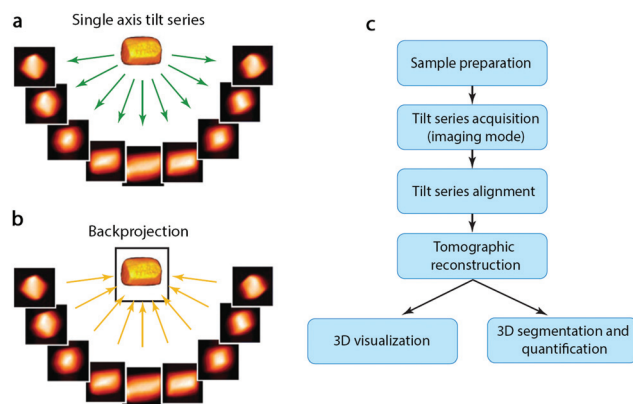 a
Single axis tilt series
b
Backprojection
c
Sample preparation
Tilt series acquisition
(imaging mode)
Tilt series alignment
Tomographic
reconstruction
3D visualization
3D segmentation and
quantification